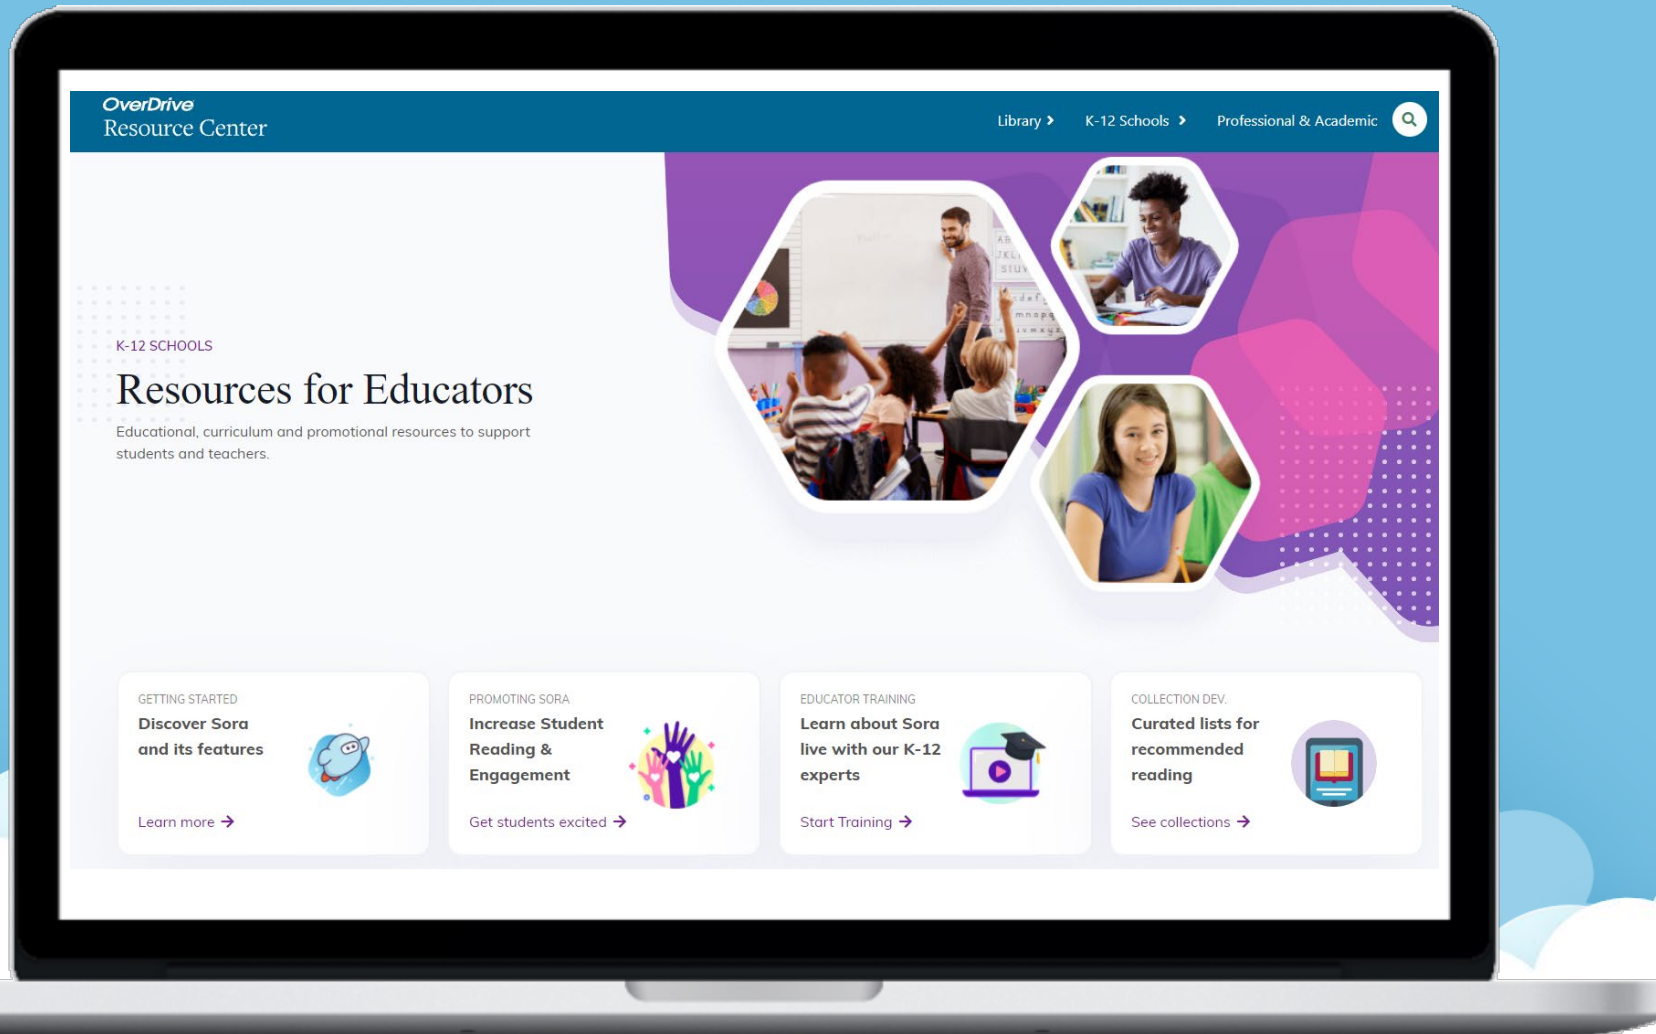 OverDrive
Resource Center
Library
K-12 Schools
Professional & Academic
K-12 SCHOOLS
Resources for Educators
Educational, curriculum and promotional resources to support
students and teachers.
GETTING STARTED
Discover Sora
and its features
Learn more
PROMOTING SORA
Increase Student
Reading &
Engagement
Get students excited
EDUCATOR TRAINING
Learn about Sora
live with our K-12
experts
Start Training
COLLECTION DEV.
Curated lists for
recommended
reading
See collections